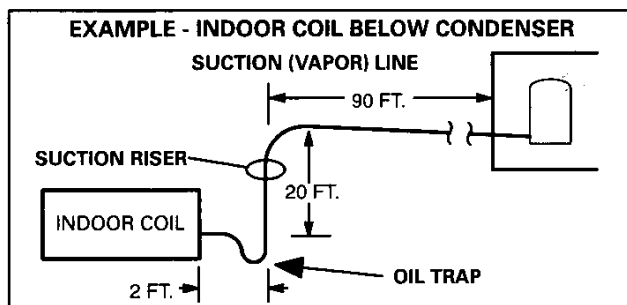 EXAMPLE - INDOOR COIL BELOW CONDENSER
SUCTION (VAPOR) LINE
90 FT.
SUCTION RISER
20 FT.
INDOOR COIL
2 FT.
OIL TRAP